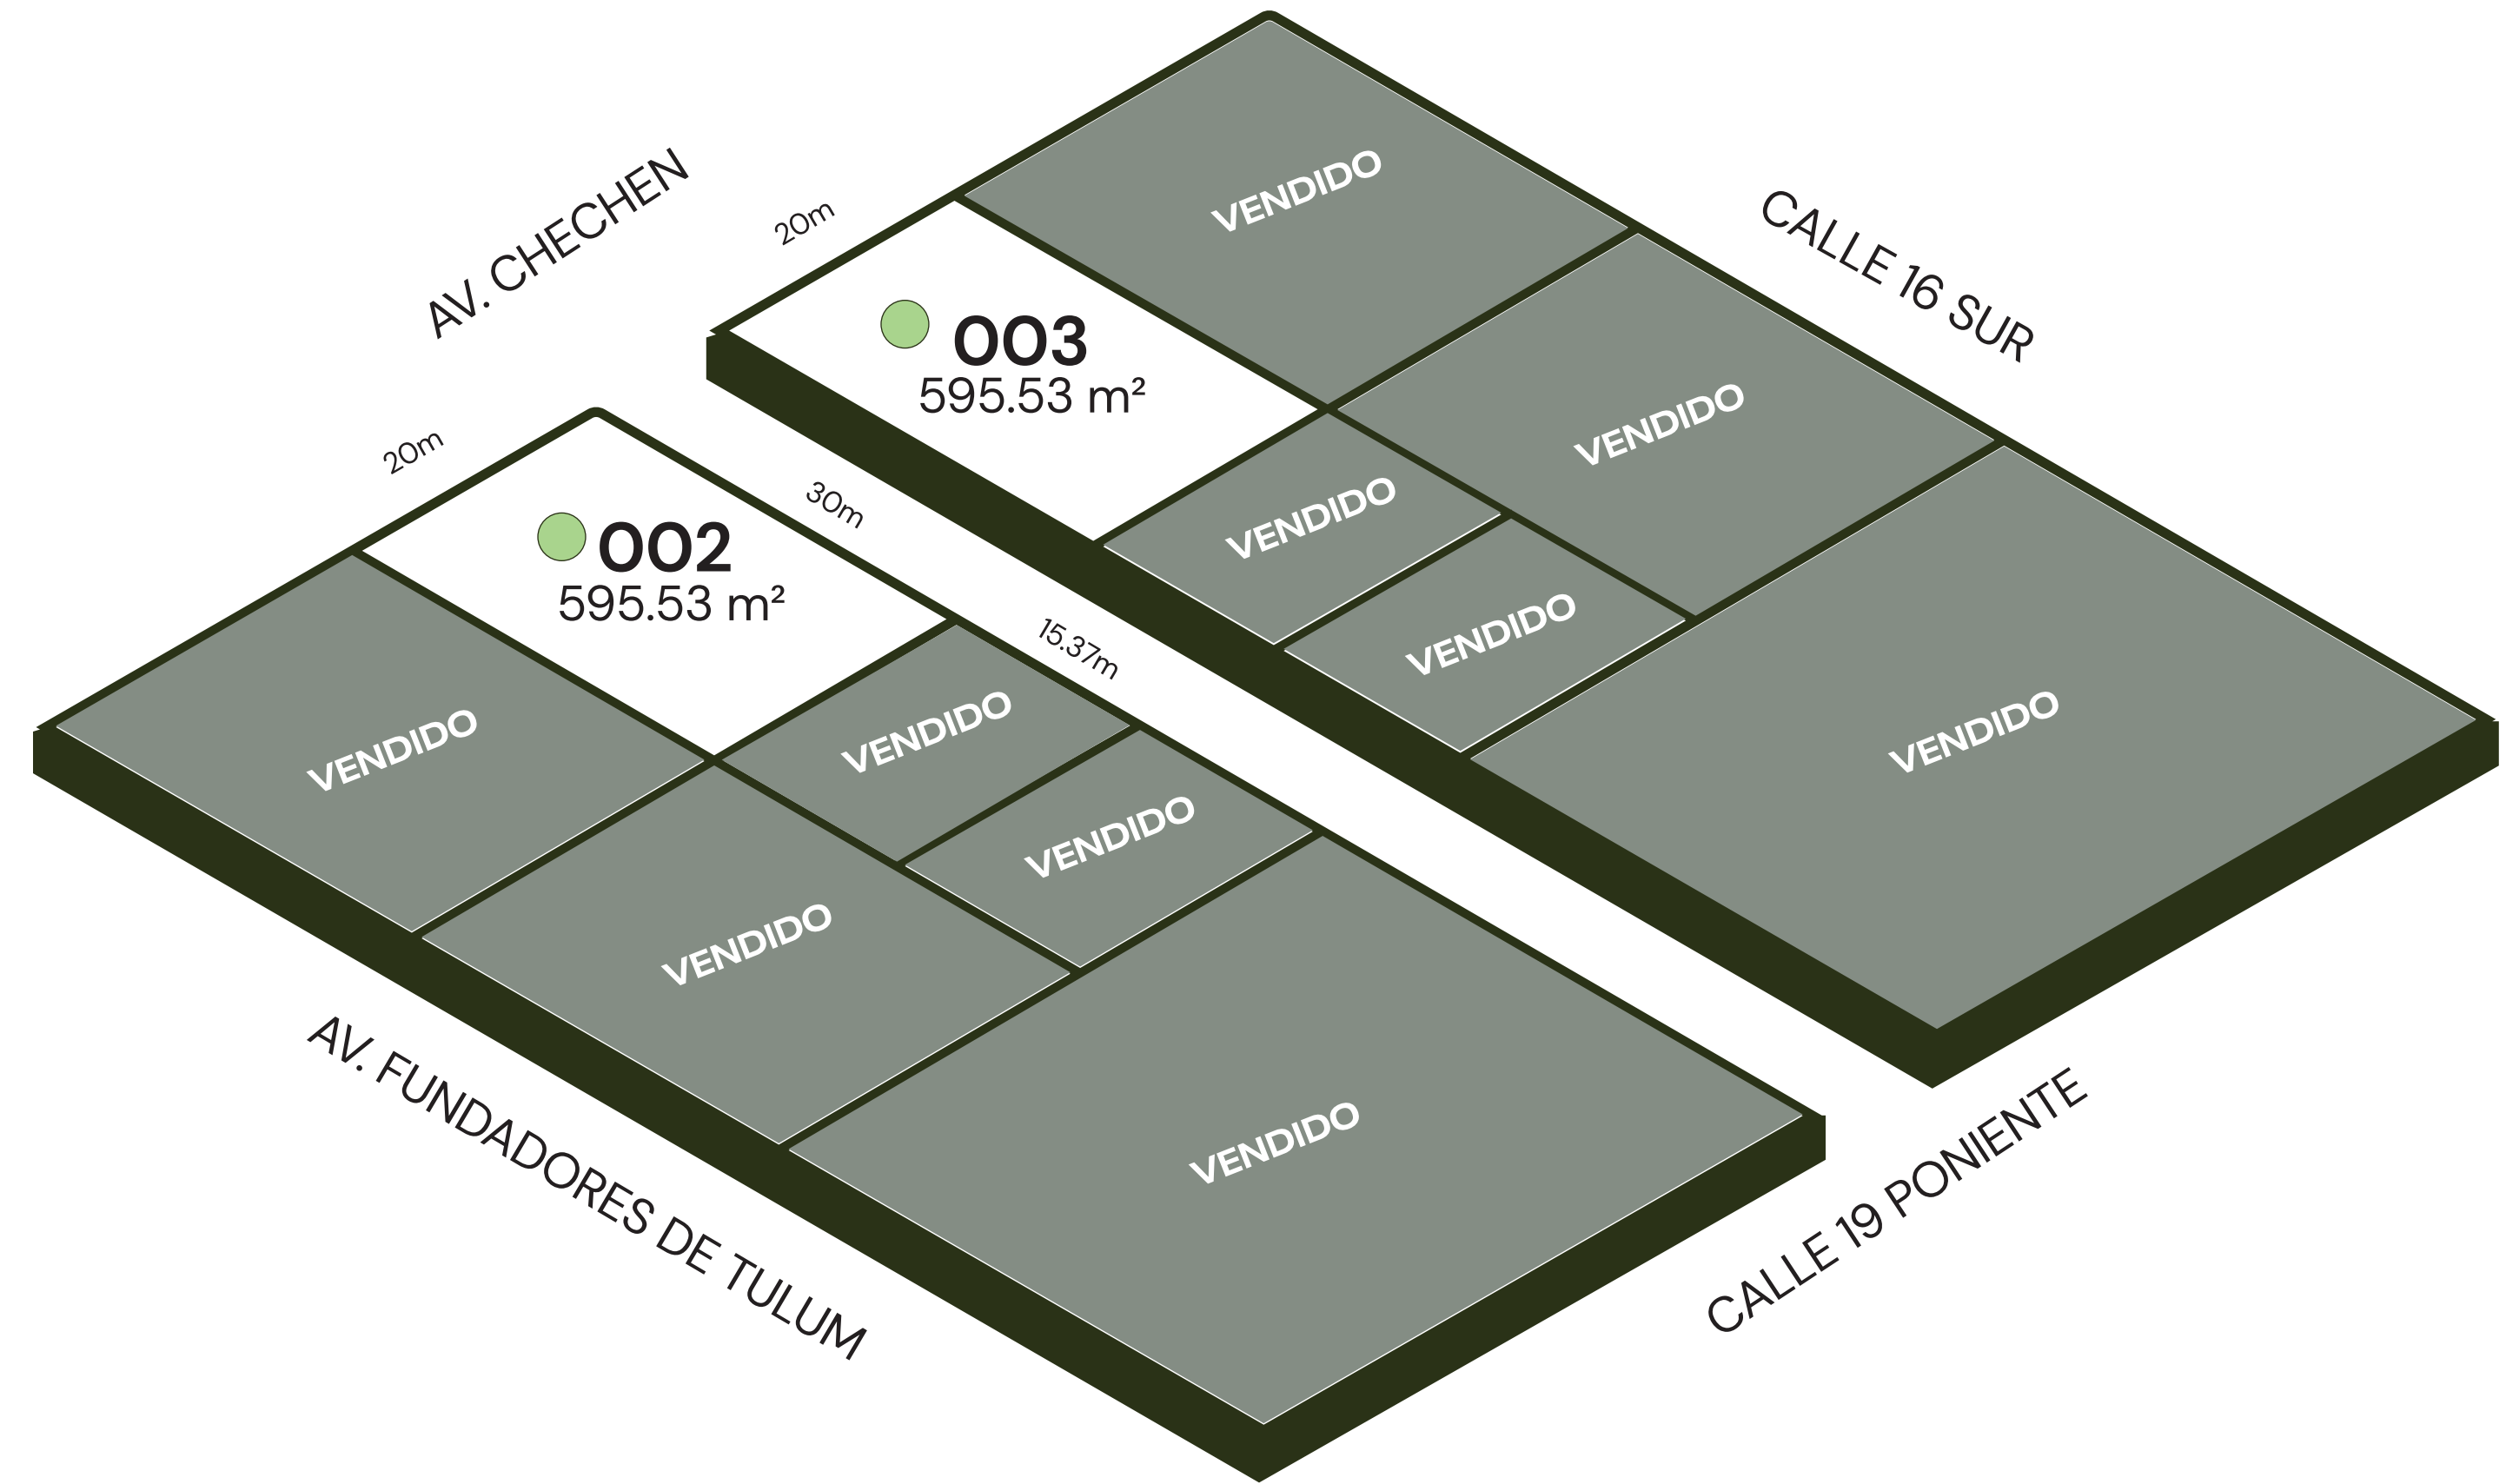 AV. CHECHEN
20m
VENDIDO
CALLE 16 SUR
003
595.53 m²
VENDIDO
20m
30m
VENDIDO
002
595.53 m²
15.37m
VENDIDO
VENDIDO
VENDIDO
VENDIDO
VENDIDO
VENDIDO
VENDIDO
AV. FUNDADORES DE TULUM
VENDIDO
CALLE 19 PONIENTE